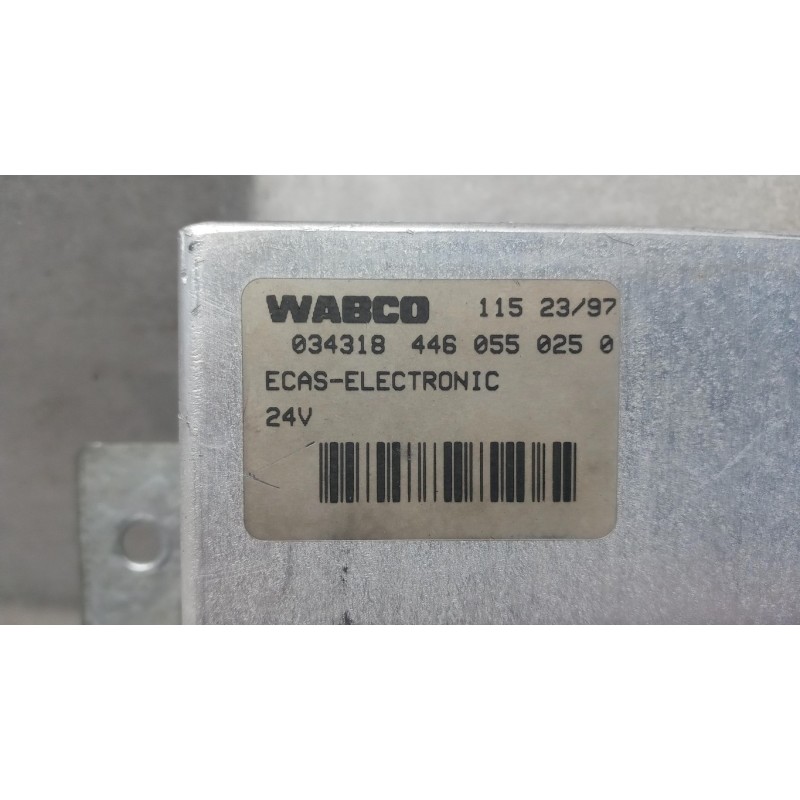 WABCO 115 23/97
034318 446 055 025 0
ECAS-ELECTRONIC
24V